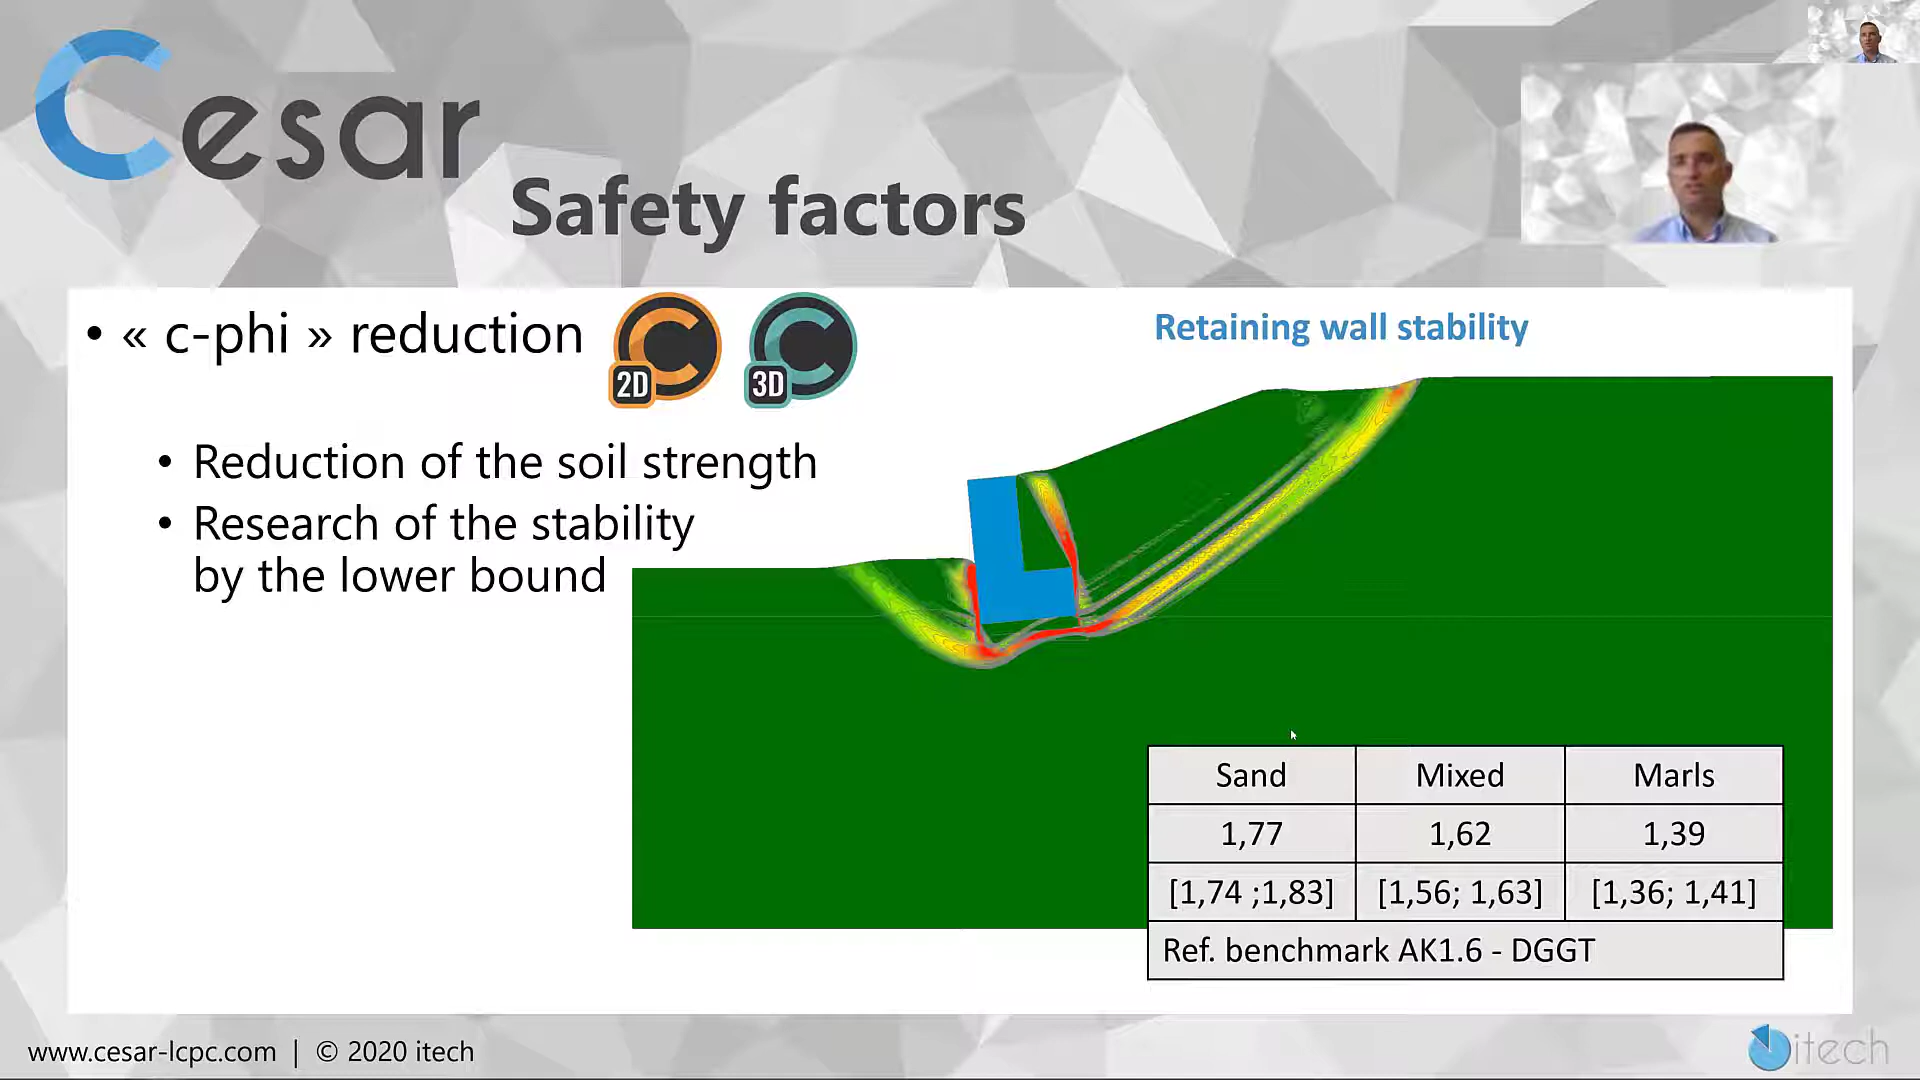 Cesar
Safety factors
• « c-phi » reduction
2D
3D
Retaining wall stability
• Reduction of the soil strength
• Research of the stability
by the lower bound
Sand Mixed Marls
1,77 1,62 1,39
[1,74 ;1,83] [1,56; 1,63] [1,36; 1,41]
Ref. benchmark AK1.6 - DGGT
www.cesar-lcpc.com | © 2020 itech
itech